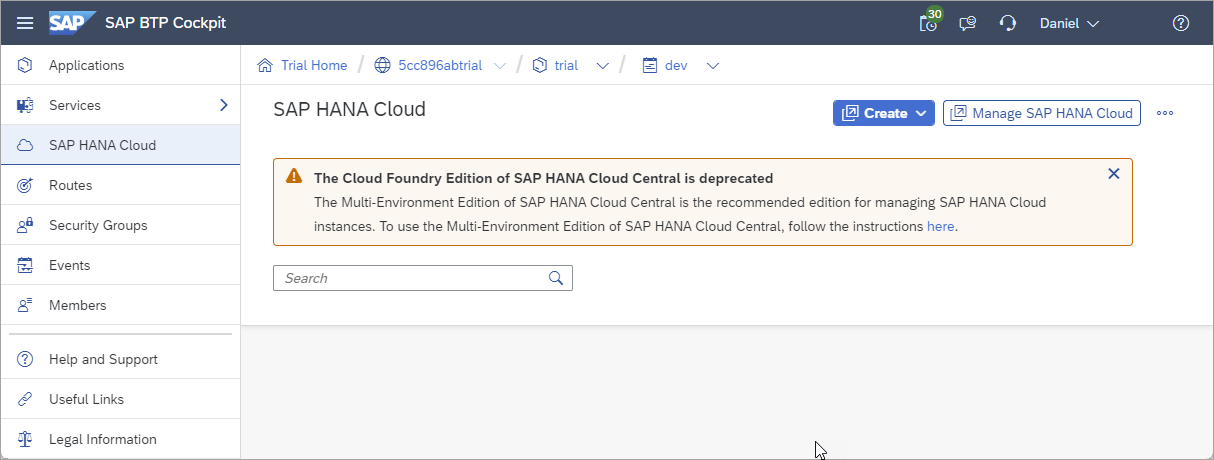 SAP SAP BTP Cockpit 30 Daniel
Applications
Services
SAP HANA Cloud
Routes
Security Groups
Events
Members
Help and Support
Useful Links
Legal Information
Trial Home / 5cc896abtrial / trial / dev
SAP HANA Cloud
Create Manage SAP HANA Cloud
The Cloud Foundry Edition of SAP HANA Cloud Central is deprecated
The Multi-Environment Edition of SAP HANA Cloud Central is the recommended edition for managing SAP HANA Cloud
instances. To use the Multi-Environment Edition of SAP HANA Cloud Central, follow the instructions here.
Search